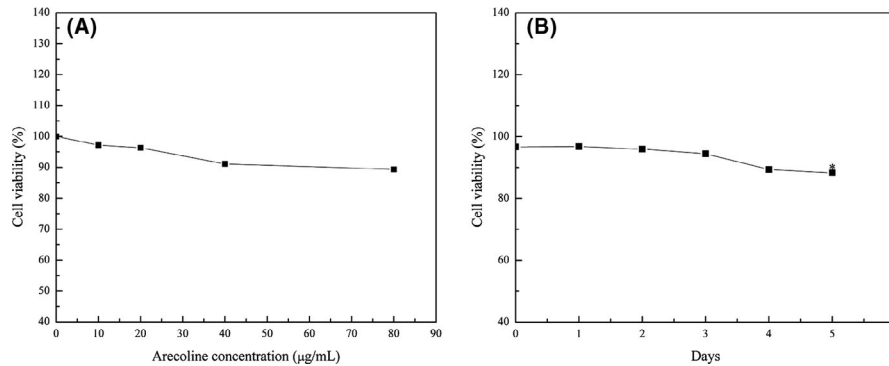 (A)
140
130
120
110
100
90
80
70
60
50
40
Cell viability (%)
0 10 20 30 40 50 60 70 80 90
Arecoline concentration (μg/mL)
(B)
140
120
100
80
60
40
Cell viability (%)
*
0 1 2 3 4 5
Days